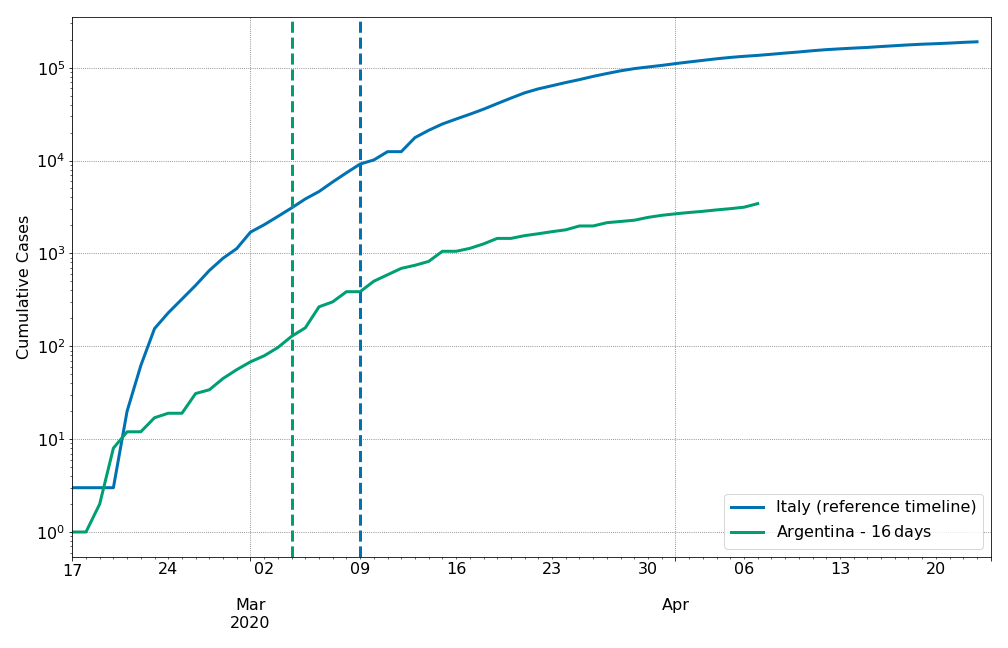 Cumulative Cases
10^5
10^4
10^3
10^2
10^1
10^0
Italy (reference timeline)
Argentina - 16 days
17 24 02 09 16 23 30 06 13 20
Mar Apr
2020